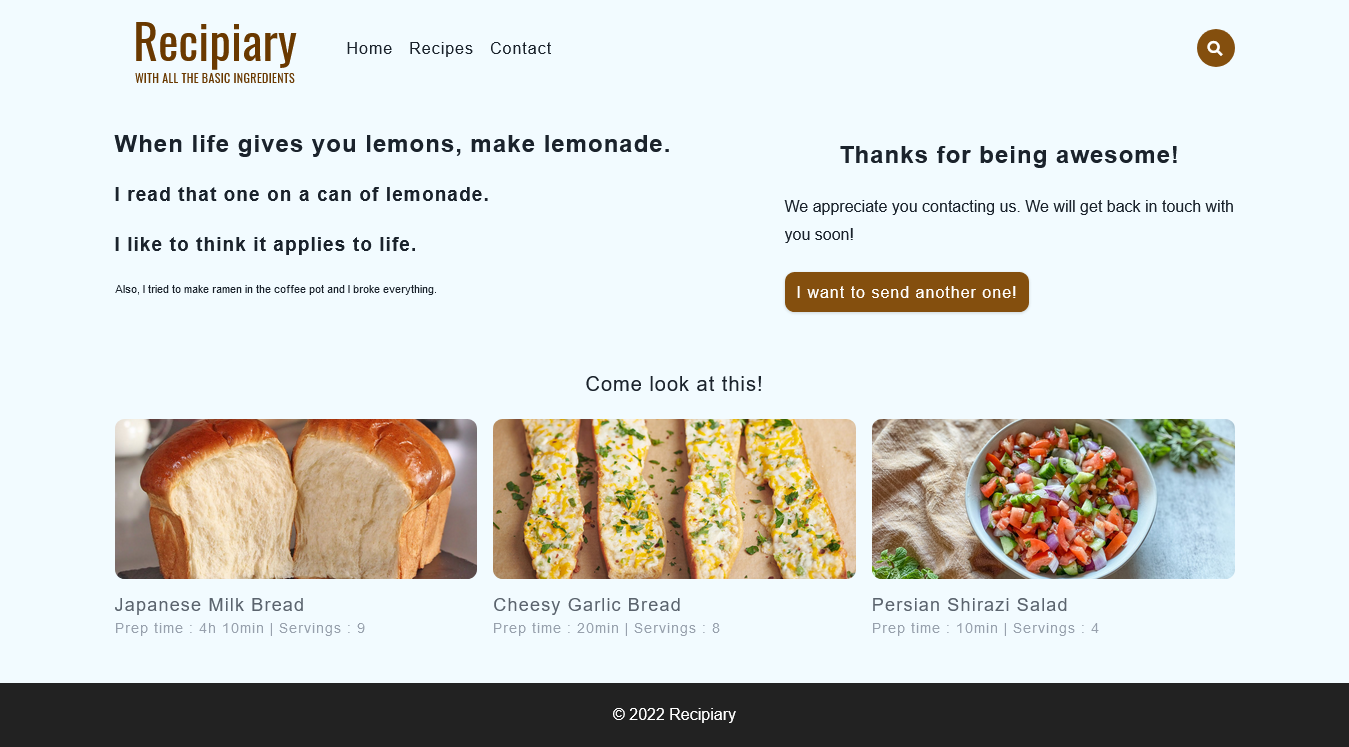 Recipiary
WITH ALL THE BASIC INGREDIENTS
Home Recipes Contact
When life gives you lemons, make lemonade.
I read that one on a can of lemonade.
I like to think it applies to life.
Also, I tried to make ramen in the coffee pot and I broke everything.
Thanks for being awesome!
We appreciate you contacting us. We will get back in touch with
you soon!
I want to send another one!
Come look at this!
Japanese Milk Bread
Prep time : 4h 10min | Servings : 9
Cheesy Garlic Bread
Prep time : 20min | Servings : 8
Persian Shirazi Salad
Prep time : 10min | Servings : 4
© 2022 Recipiary